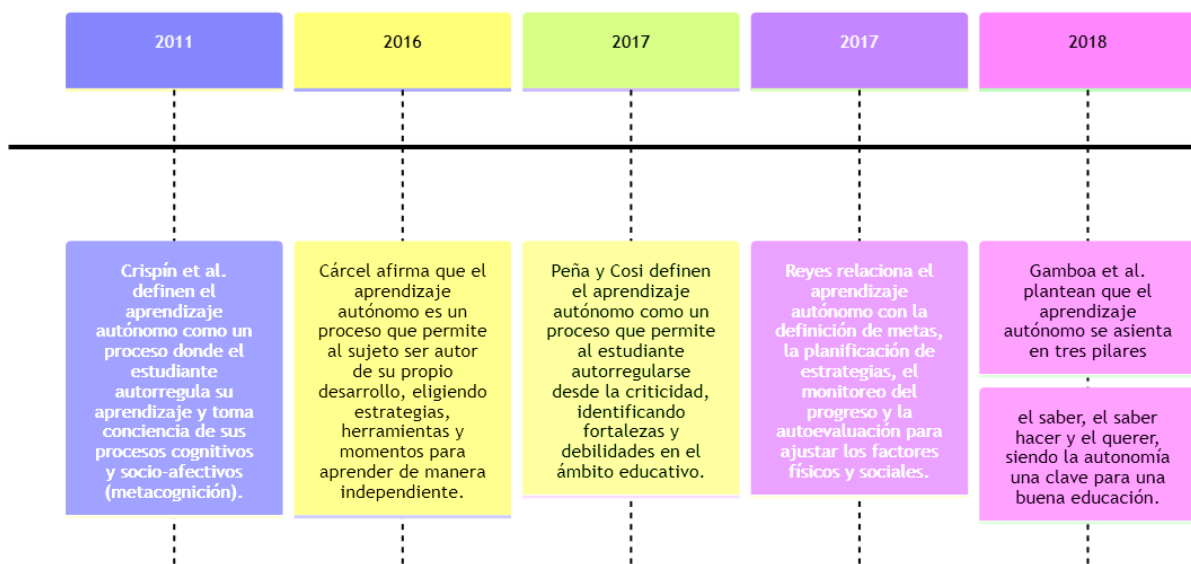 2011
2016
2017
2017
2018
Crispín et al.
definen el
aprendizaje
autónomo como un
proceso donde el
estudiante
autorregula su
aprendizaje y toma
conciencia de sus
procesos cognitivos
y socio-afectivos
(metacognición).
Cárcel afirma que el
aprendizaje
autónomo es un
proceso que permite
al sujeto ser autor
de su propio
desarrollo, eligiendo
estrategias,
herramientas y
momentos para
aprender de manera
independiente.
Peña y Cosi definen
el aprendizaje
autónomo como un
proceso que permite
al estudiante
autorregularse
desde la criticidad,
identificando
fortalezas y
debilidades en el
ámbito educativo.
Reyes relaciona el
aprendizaje
autónomo con la
definición de metas,
la planificación de
estrategias, el
monitoreo del
progreso y la
autoevaluación para
ajustar los factores
físicos y sociales.
Gamboa et al.
plantean que el
aprendizaje
autónomo se asienta
en tres pilares
el saber, el saber
hacer y el querer,
siendo la autonomía
una clave para una
buena educación.